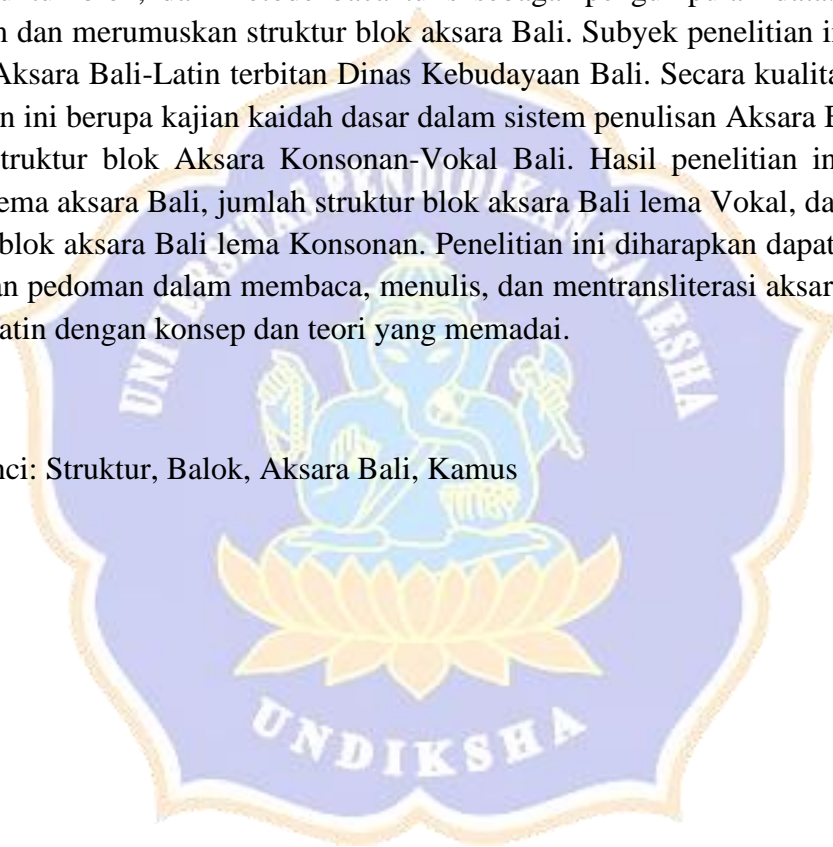 n dan merumuskan struktur blok aksara Bali. Subyek penelitian i
Aksara Bali-Latin terbitan Dinas Kebudayaan Bali. Secara kualita
n ini berupa kajian kaidah dasar dalam sistem penulisan Aksara
truktur blok Aksara Konsonan-Vokal Bali. Hasil penelitian in
ema aksara Bali, jumlah struktur blok aksara Bali lema Vokal, da
blok aksara Bali lema Konsonan. Penelitian ini diharapkan dapat
n pedoman dalam membaca, menulis, dan mentransliterasi aksar
atin dengan konsep dan teori yang memadai.
nci: Struktur, Balok, Aksara Bali, Kamus
UNIVERSITAS PENDIDIKAN GANESHA
UNDIKSHA